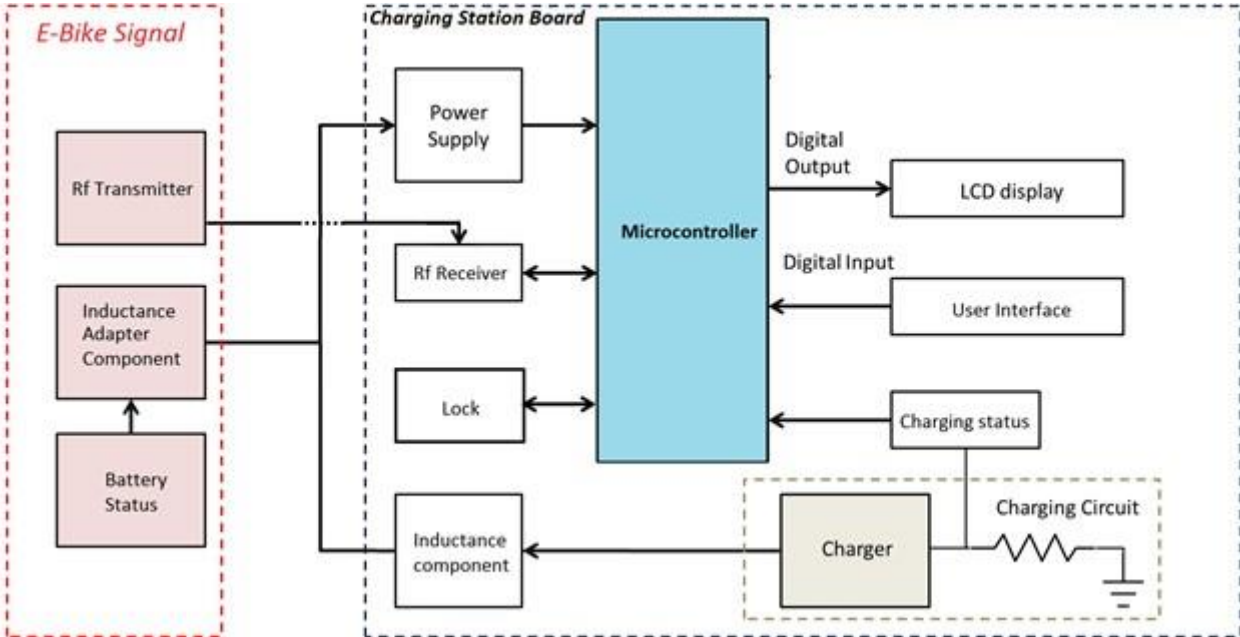 E-Bike Signal
Charging Station Board
Power
Supply
Rf Transmitter
Digital
Output
LCD display
Microcontroller
Rf Receiver
Digital Input
User Interface
Inductance
Adapter
Component
Lock
Charging status
Battery
Status
Inductance
component
Charger
Charging Circuit